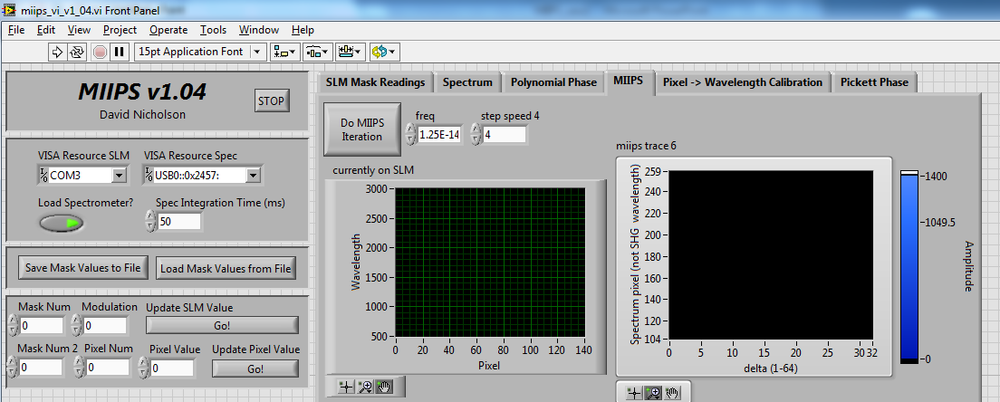 miips_vi_v1_04.vi Front Panel
File Edit View Project Operate Tools Window Help
15pt Application Font
MIIPS v1.04
David Nicholson
STOP
VISA Resource SLM VISA Resource Spec
COM3 USB0::0x2457:
Load Spectrometer? Spec Integration Time (ms)
50
Save Mask Values to File Load Mask Values from File
Mask Num Modulation Update SLM Value
0 0 Go!
Mask Num 2 Pixel Num Pixel Value Update Pixel Value
0 0 0 Go!
SLM Mask Readings Spectrum Polynomial Phase MIIPS Pixel -> Wavelength Calibration Pickett Phase
Do MIIPS
Iteration
freq step speed 4
1.25E-14 4
currently on SLM
Wavelength
3000
2500
2000
1500
1000
500
0 20 40 60 80 100 120 140
Pixel
miips trace 6
Spectrum pixel (not SHG wavelength)
259
240
220
200
180
160
140
120
104
0 5 10 15 20 25 30 32
delta (1-64)
1400
1049.5
0
Amplitude